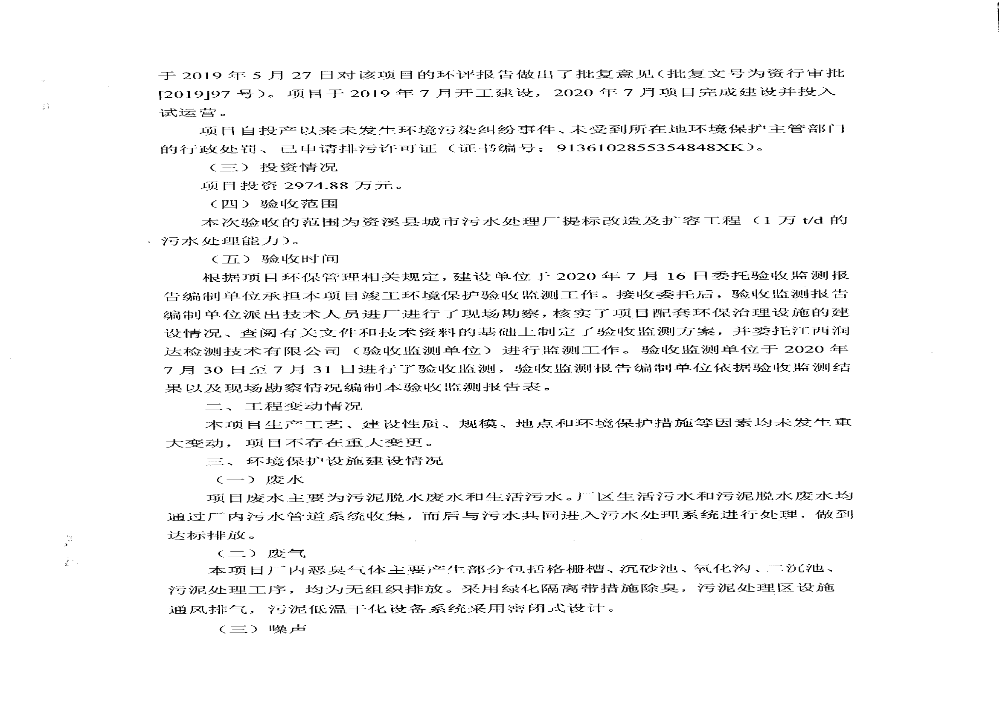 于 2019 年 5 月 27 日对该项目的环评报告做出了批复意见(批复文号为资行审批
[2019]97 号)。项目于 2019 年 7 月开工建设，2020 年 7 月项目完成建设并投入
试运营。
项目自投产以来未发生环境污染纠纷事件、未受到所在地环境保护主管部门
的行政处罚、己申请排污许可证（证书编号：9136102855354848XK）。
（三）投资情况
项目投资 2974.88 万元。
（四）验收范围
本次验收的范围为资溪县城市污水处理厂提标改造及扩容工程（1 万 t/d 的
污水处理能力）。
（五）验收时间
根据项目环保管理相关规定，建设单位于 2020 年 7 月 16 日委托验收监测报
告编制单位承担本项目竣工环境保护验收监测工作。接收委托后，验收监测报告
编制单位派出技术人员进厂进行了现场勘察，核实了项目配套环保治理设施的建
设情况、查阅有关文件和技术资料的基础上制定了验收监测方案，并委托江西润
达检测技术有限公司（验收监测单位）进行监测工作。验收监测单位于 2020 年
7 月 30 日至 7 月 31 日进行了验收监测，验收监测报告编制单位依据验收监测结
果以及现场勘察情况编制本验收监测报告表。
二、工程变动情况
本项目生产工艺、建设性质、规模、地点和环境保护措施等因素均未发生重
大变动，项目不存在重大变更。
三、环境保护设施建设情况
（一）废水
项目废水主要为污泥脱水废水和生活污水。厂区生活污水和污泥脱水废水均
通过厂内污水管道系统收集，而后与污水共同进入污水处理系统进行处理，做到
达标排放。
（二）废气
本项目厂内恶臭气体主要产生部分包括格栅槽、沉砂池、氧化沟、二沉池、
污泥处理工序，均为无组织排放。采用绿化隔离带措施除臭，污泥处理区设施
通风排气，污泥低温干化设备系统采用密闭式设计。
（三）噪声